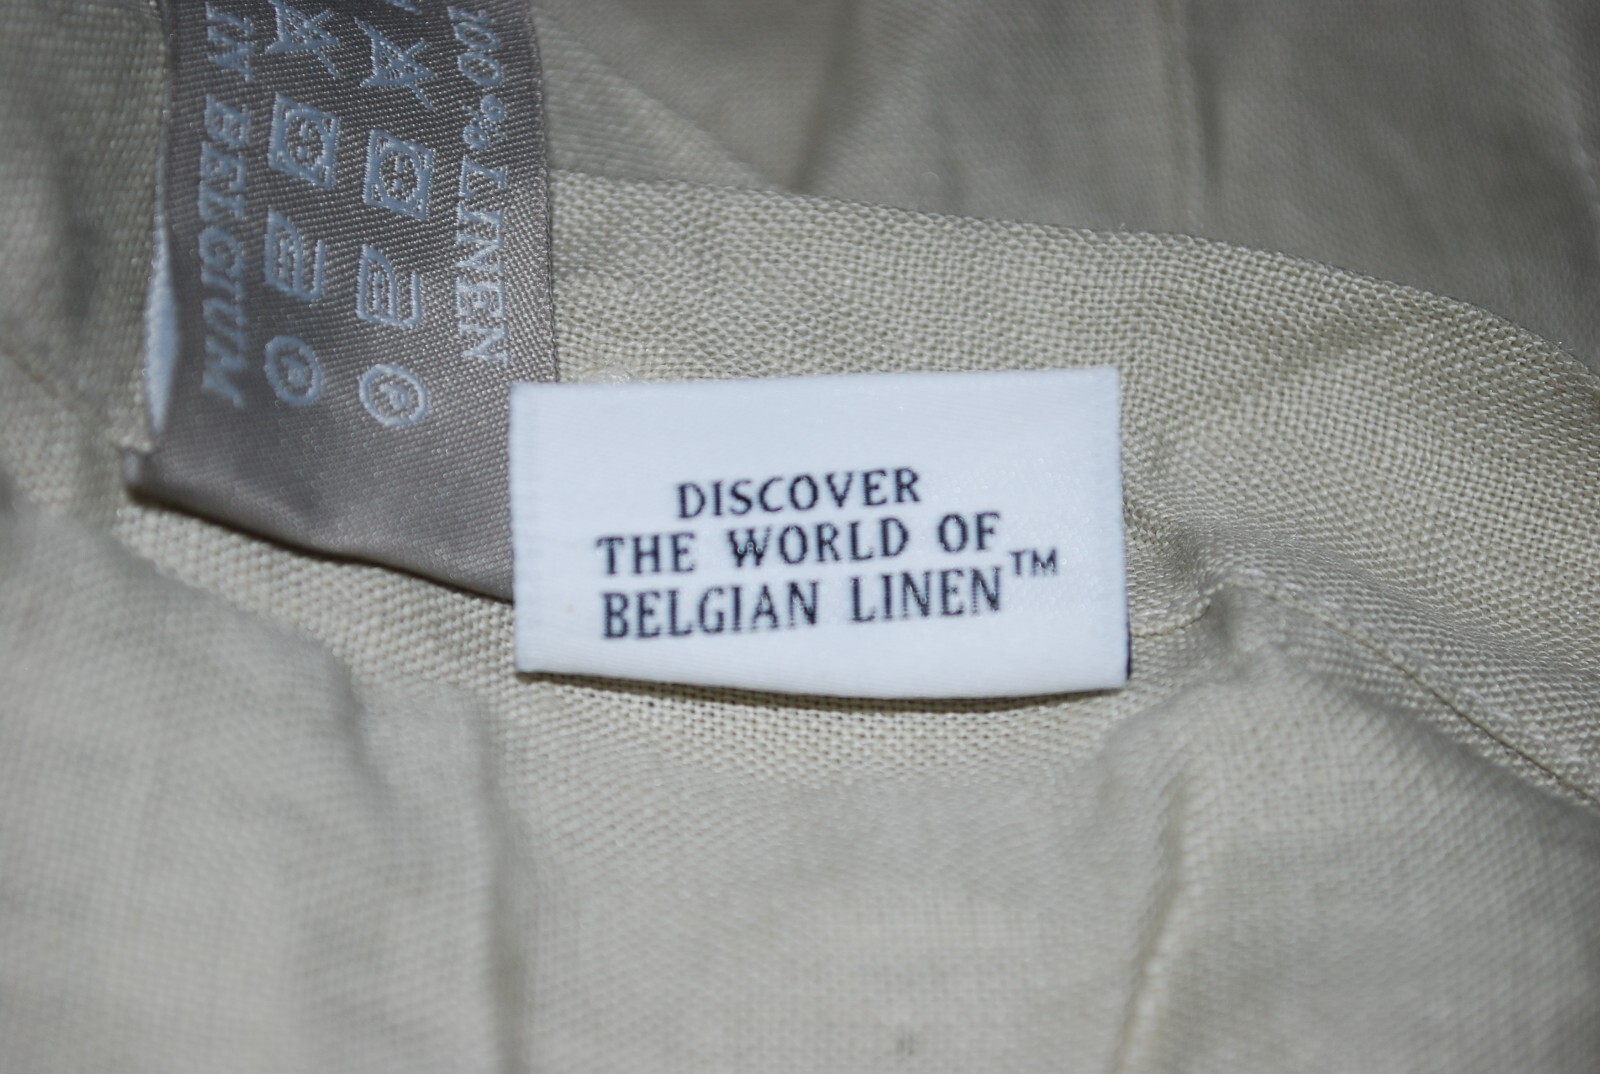 100% LINEN
IN BELGIUM
DISCOVER
THE WORLD OF
BELGIAN LINEN™